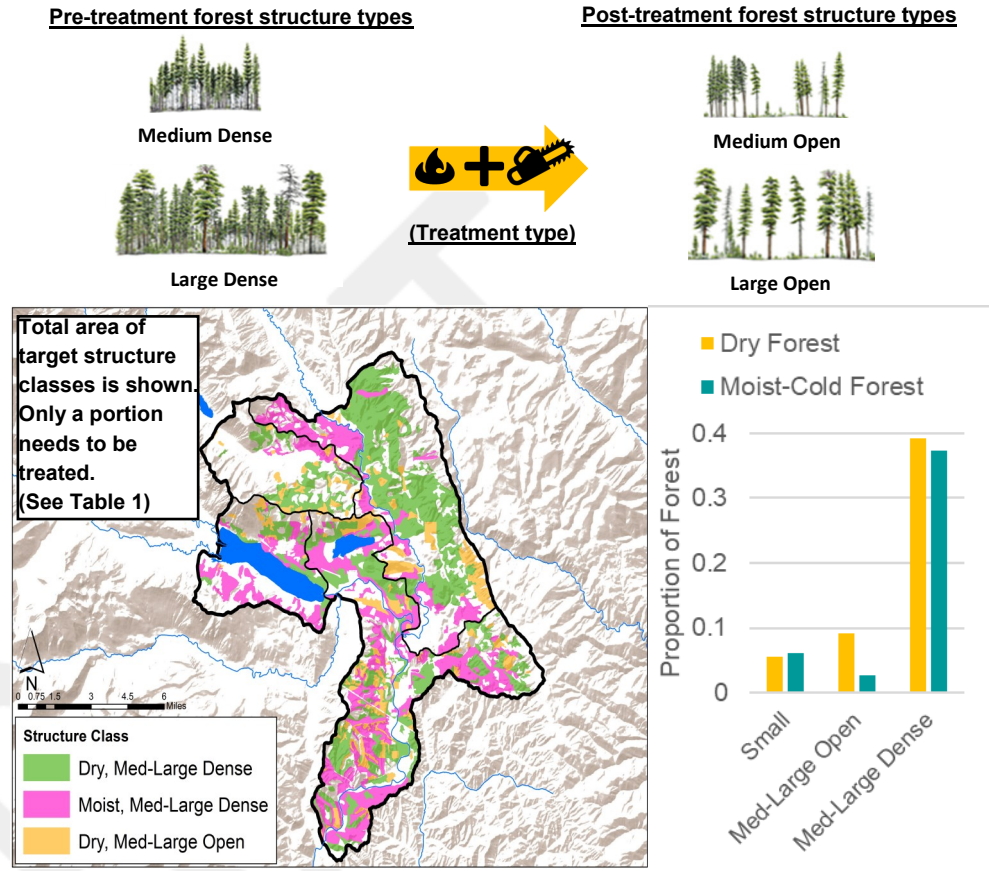 Pre-treatment forest structure types
Post-treatment forest structure types
Medium Dense
Medium Open
(Treatment type)
Large Dense
Large Open
Total area of
target structure
classes is shown.
Only a portion
needs to be
treated.
(See Table 1)
N
0 0.75 1.5 3 4.5 6
Miles
Structure Class
Dry, Med-Large Dense
Moist, Med-Large Dense
Dry, Med-Large Open
Dry Forest
Moist-Cold Forest
Proportion of Forest
0.4
0.3
0.2
0.1
0
Small
Med-Large Open
Med-Large Dense